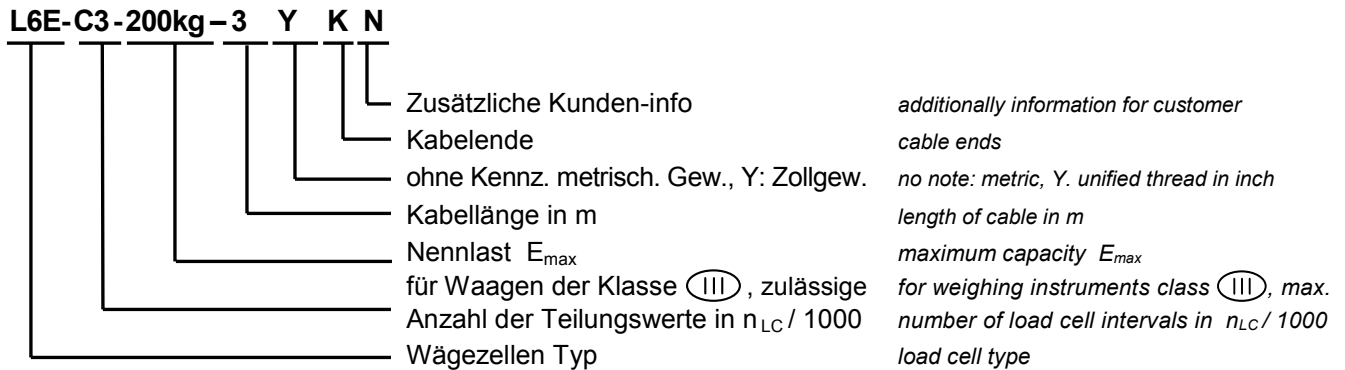 L6E-C3-200kg–3 Y K N
Zusätzliche Kunden-info additionally information for customer
Kabelende cable ends
ohne Kennz. metrisch. Gew., Y: Zollgew. no note: metric, Y. unified thread in inch
Kabellänge in m length of cable in m
Nennlast Emax maximum capacity Emax
für Waagen der Klasse III , zulässige for weighing instruments class III, max.
Anzahl der Teilungswerte in n LC / 1000 number of load cell intervals in nLC / 1000
Wägezellen Typ load cell type